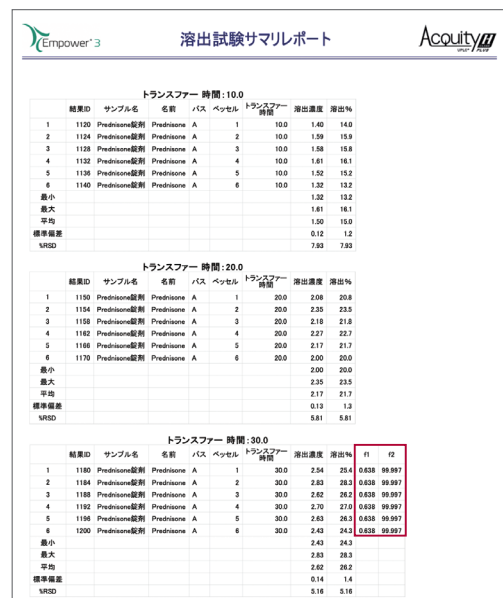 Empower™3
溶出試験サマリレポート
Acquity H
UPLC® PLUS
トランスファー 時間:10.0
結果ID サンプル名 名前 バス ベッセル トランスファー時間 溶出濃度 溶出%
1 1120 Prednisone錠剤 Prednisone A 1 10.0 1.40 14.0
2 1124 Prednisone錠剤 Prednisone A 2 10.0 1.59 15.9
3 1128 Prednisone錠剤 Prednisone A 3 10.0 1.58 15.8
4 1132 Prednisone錠剤 Prednisone A 4 10.0 1.61 16.1
5 1136 Prednisone錠剤 Prednisone A 5 10.0 1.52 15.2
6 1140 Prednisone錠剤 Prednisone A 6 10.0 1.32 13.2
最小 1.32 13.2
最大 1.61 16.1
平均 1.50 15.0
標準偏差 0.12 1.2
%RSD 7.93 7.93
トランスファー 時間:20.0
結果ID サンプル名 名前 バス ベッセル トランスファー時間 溶出濃度 溶出%
1 1150 Prednisone錠剤 Prednisone A 1 20.0 2.08 20.8
2 1154 Prednisone錠剤 Prednisone A 2 20.0 2.35 23.5
3 1158 Prednisone錠剤 Prednisone A 3 20.0 2.18 21.8
4 1162 Prednisone錠剤 Prednisone A 4 20.0 2.27 22.7
5 1166 Prednisone錠剤 Prednisone A 5 20.0 2.17 21.7
6 1170 Prednisone錠剤 Prednisone A 6 20.0 2.00 20.0
最小 2.00 20.0
最大 2.35 23.5
平均 2.17 21.7
標準偏差 0.13 1.3
%RSD 5.81 5.81
トランスファー 時間:30.0
結果ID サンプル名 名前 バス ベッセル トランスファー時間 溶出濃度 溶出% f1 f2
1 1180 Prednisone錠剤 Prednisone A 1 30.0 2.54 25.4 0.638 99.997
2 1184 Prednisone錠剤 Prednisone A 2 30.0 2.83 28.3 0.638 99.997
3 1188 Prednisone錠剤 Prednisone A 3 30.0 2.62 26.2 0.638 99.997
4 1192 Prednisone錠剤 Prednisone A 4 30.0 2.70 27.0 0.638 99.997
5 1196 Prednisone錠剤 Prednisone A 5 30.0 2.63 26.3 0.638 99.997
6 1200 Prednisone錠剤 Prednisone A 6 30.0 2.43 24.3 0.638 99.997
最小 2.43 24.3
最大 2.83 28.3
平均 2.62 26.2
標準偏差 0.14 1.4
%RSD 5.16 5.16